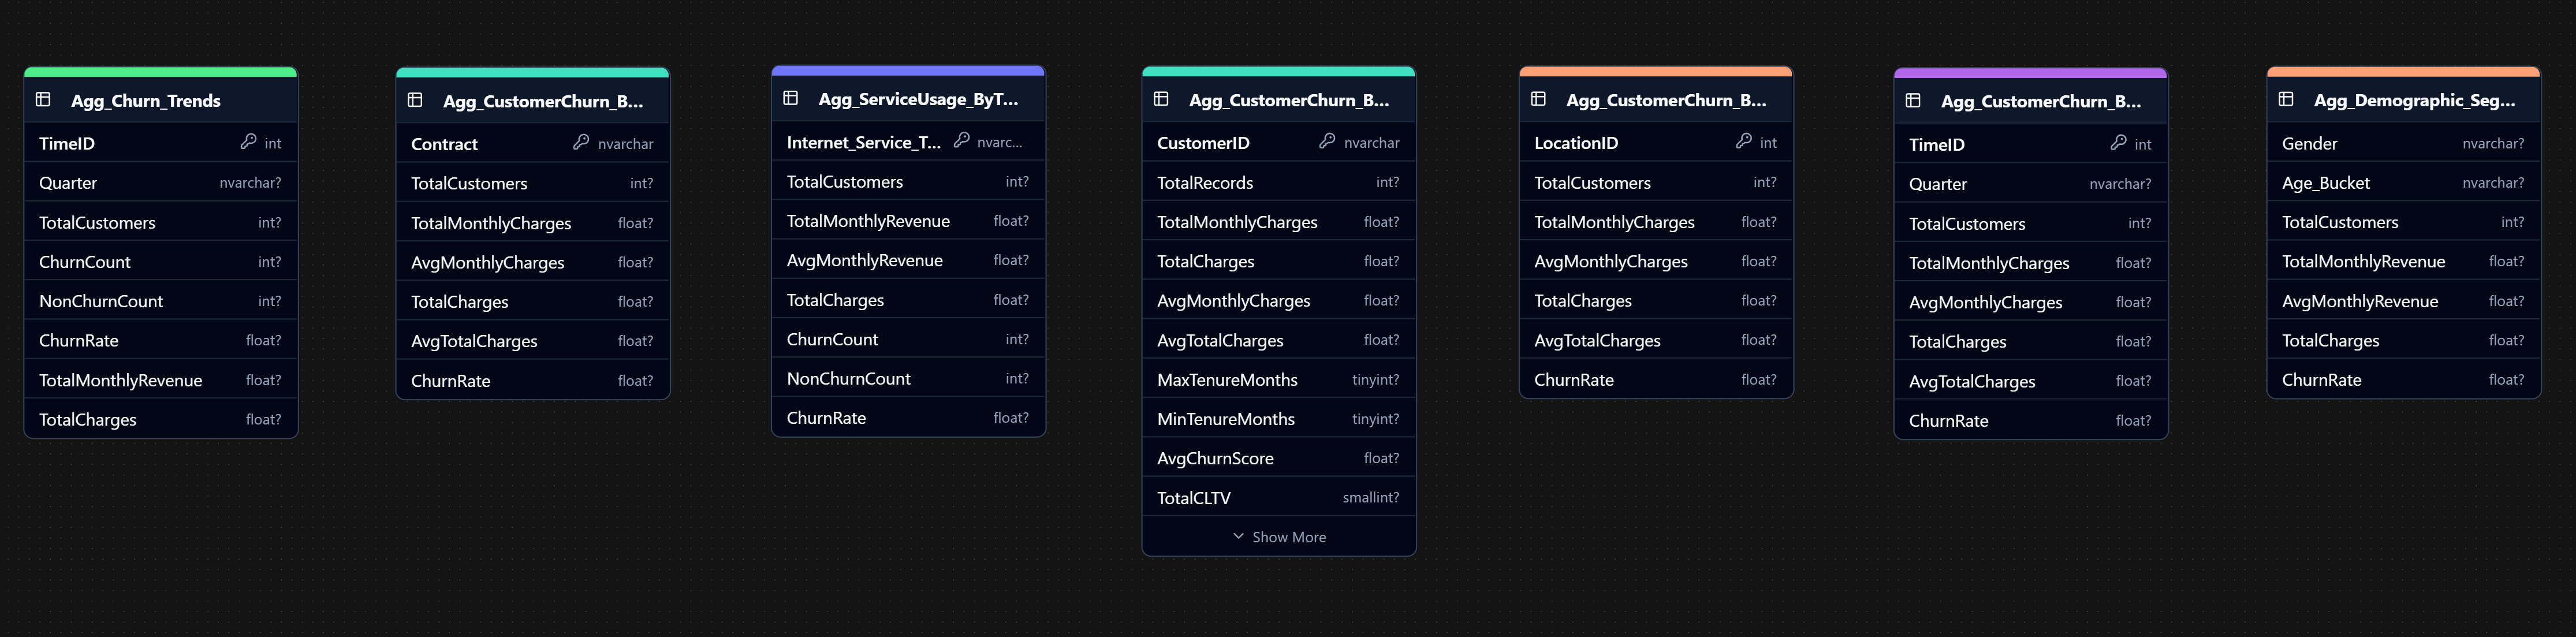 Agg_Churn_Trends
TimeID int
Quarter nvarchar?
TotalCustomers int?
ChurnCount int?
NonChurnCount int?
ChurnRate float?
TotalMonthlyRevenue float?
TotalCharges float?
Agg_CustomerChurn_B...
Contract nvarchar
TotalCustomers int?
TotalMonthlyCharges float?
AvgMonthlyCharges float?
TotalCharges float?
AvgTotalCharges float?
ChurnRate float?
Agg_ServiceUsage_ByT...
Internet_Service_T... nvarc...
TotalCustomers int?
TotalMonthlyRevenue float?
AvgMonthlyRevenue float?
TotalCharges float?
ChurnCount int?
NonChurnCount int?
ChurnRate float?
Agg_CustomerChurn_B...
CustomerID nvarchar
TotalRecords int?
TotalMonthlyCharges float?
TotalCharges float?
AvgMonthlyCharges float?
AvgTotalCharges float?
MaxTenureMonths tinyint?
MinTenureMonths tinyint?
AvgChurnScore float?
TotalCLTV smallint?
Show More
Agg_CustomerChurn_B...
LocationID int
TotalCustomers int?
TotalMonthlyCharges float?
AvgMonthlyCharges float?
TotalCharges float?
AvgTotalCharges float?
ChurnRate float?
Agg_CustomerChurn_B...
TimeID int
Quarter nvarchar?
TotalCustomers int?
TotalMonthlyCharges float?
AvgMonthlyCharges float?
TotalCharges float?
AvgTotalCharges float?
ChurnRate float?
Agg_Demographic_Seg...
Gender nvarchar?
Age_Bucket nvarchar?
TotalCustomers int?
TotalMonthlyRevenue float?
AvgMonthlyRevenue float?
TotalCharges float?
ChurnRate float?